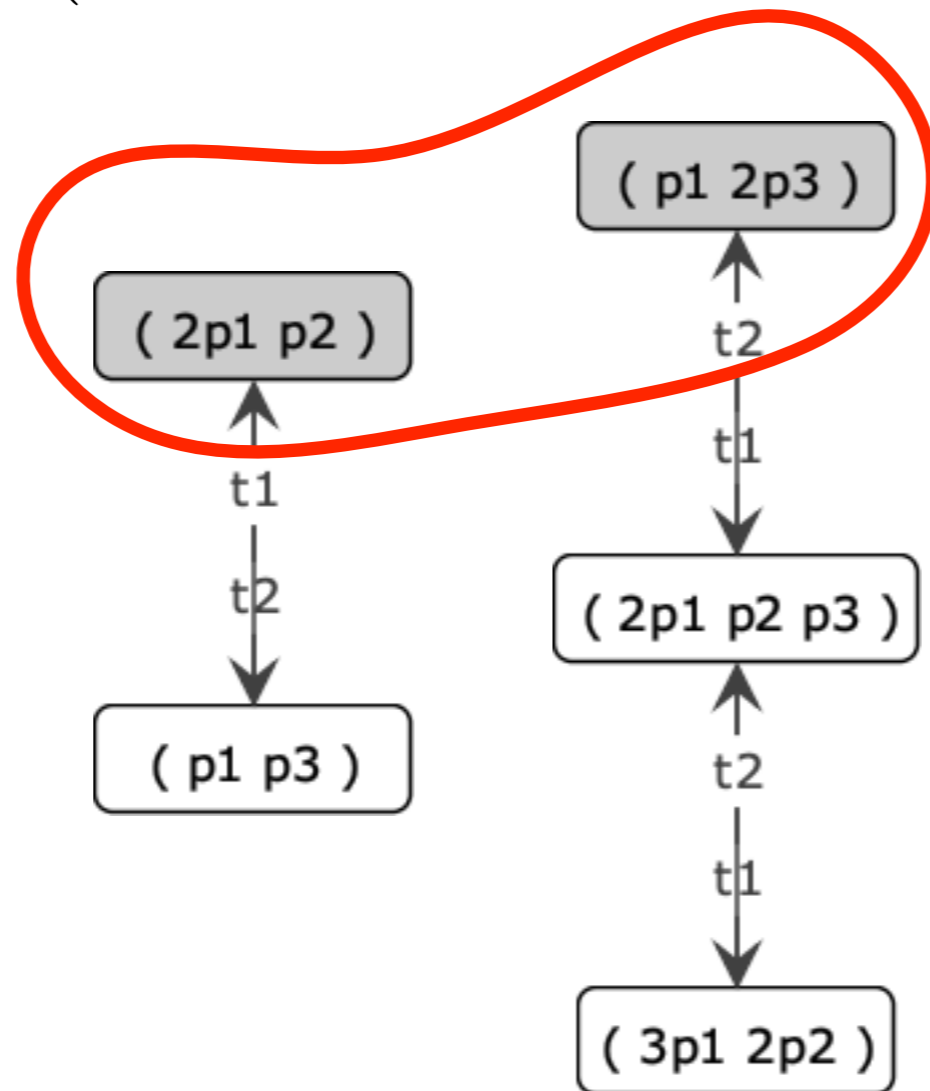 ( p1 2p3 )
( 2p1 p2 )
t2
t1
t1
t2
( 2p1 p2 p3 )
( p1 p3 )
t2
t1
( 3p1 2p2 )